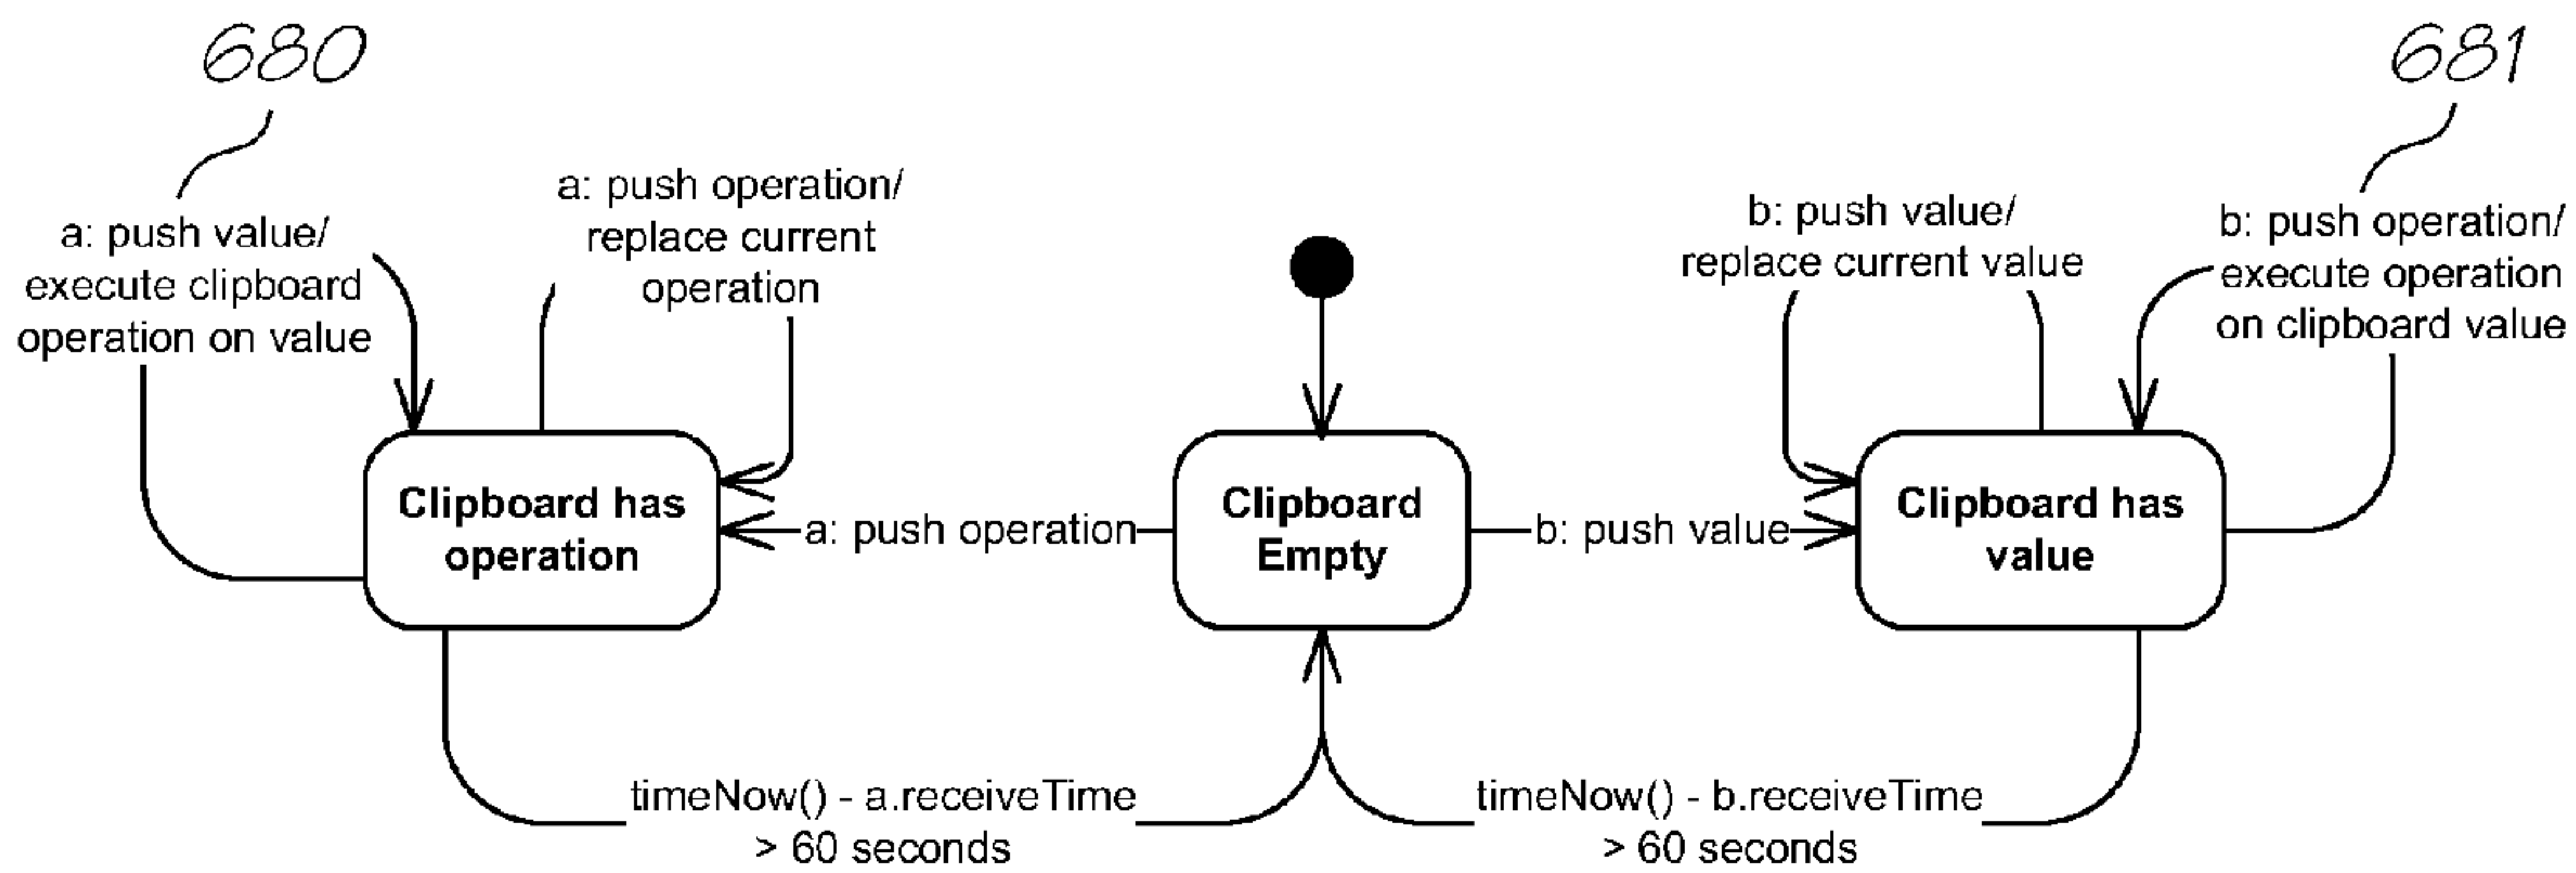 680
681
a: push value/
execute clipboard
operation on value
a: push operation/
replace current
operation
b: push value/
replace current value
b: push operation/
execute operation
on clipboard value
Clipboard has
operation
a: push operation
Clipboard
Empty
b: push value
Clipboard has
value
timeNow() - a.receiveTime
> 60 seconds
timeNow() - b.receiveTime
> 60 seconds